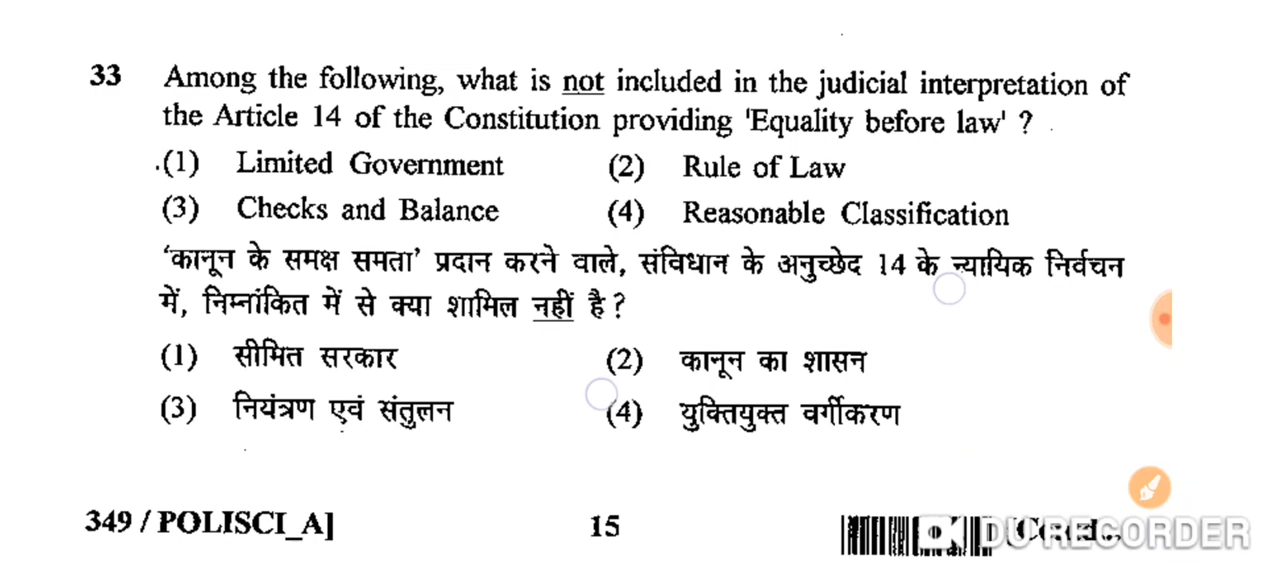 33 Among the following, what is not included in the judicial interpretation of
the Article 14 of the Constitution providing 'Equality before law' ?
(1) Limited Government (2) Rule of Law
(3) Checks and Balance (4) Reasonable Classification
‘कानून के समक्ष समता’ प्रदान करने वाले, संविधान के अनुच्छेद 14 के न्यायिक निर्वचन
में, निम्नांकित में से क्या शामिल नहीं है ?
(1) सीमित सरकार (2) कानून का शासन
(3) नियंत्रण एवं संतुलन (4) युक्तियुक्त वर्गीकरण
349 / POLISCI_A] 15
DU RECORDER